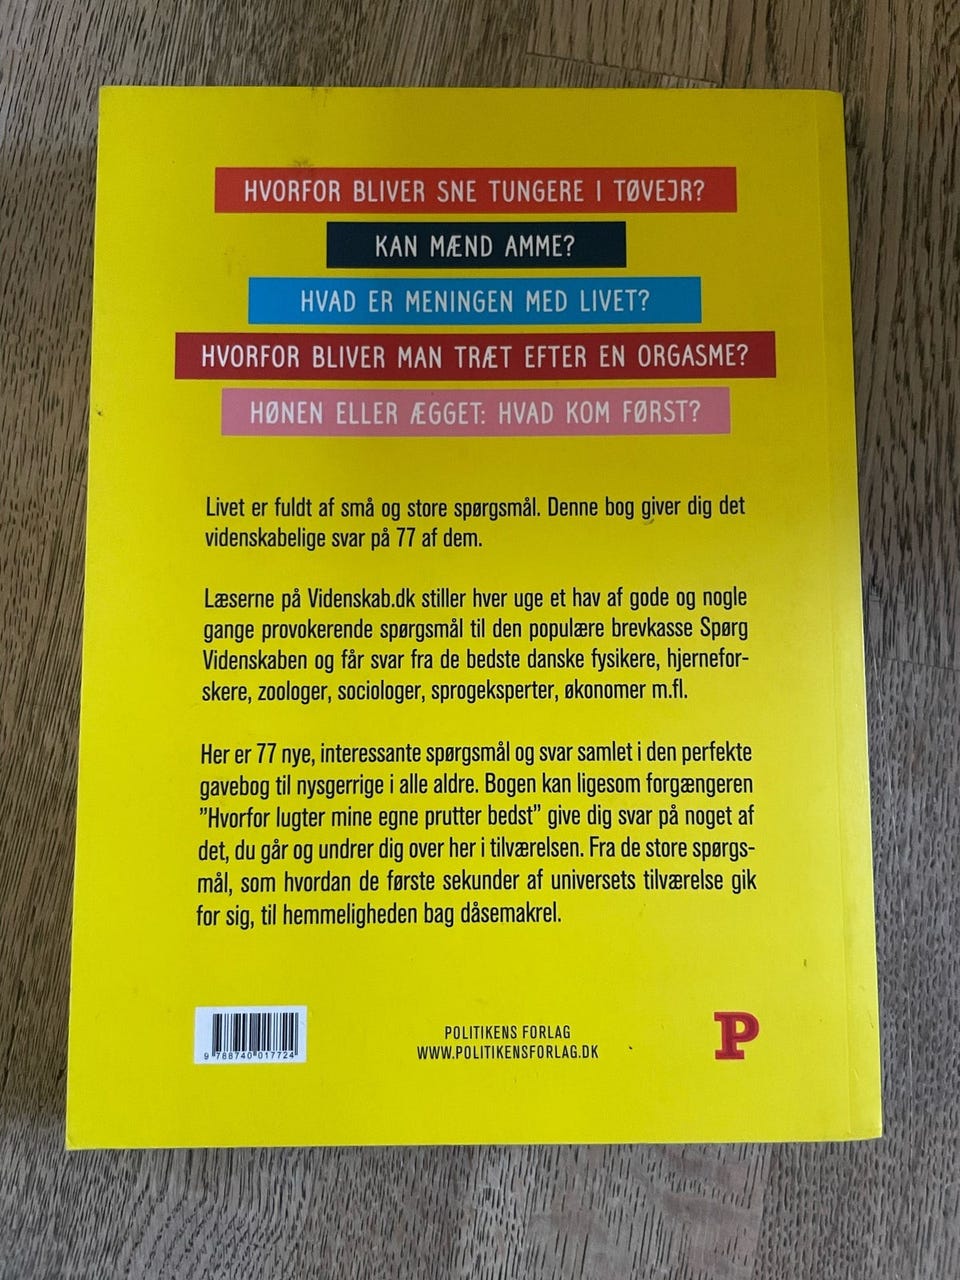 HVORFOR BLIVER SNE TUNGERE I TØVEJR?
KAN MÆND AMME?
HVAD ER MENINGEN MED LIVET?
HVORFOR BLIVER MAN TRÆT EFTER EN ORGASME?
HØNEN ELLER ÆGGET: HVAD KOM FØRST?
Livet er fuldt af små og store spørgsmål. Denne bog giver dig det
videnskabelige svar på 77 af dem.
Læserne på Videnskab.dk stiller hver uge et hav af gode og nogle
gange provokerende spørgsmål til den populære brevkasse Spørg
Videnskaben og får svar fra de bedste danske fysikere, hjernefor-
skere, zoologer, sociologer, sprogeksperter, økonomer m.fl.
Her er 77 nye, interessante spørgsmål og svar samlet i den perfekte
gavebog til nysgerrige i alle aldre. Bogen kan ligesom forgængeren
”Hvorfor lugter mine egne prutter bedst” give dig svar på noget af
det, du går og undrer dig over her i tilværelsen. Fra de store spørgs-
mål, som hvordan de første sekunder af universets tilværelse gik
for sig, til hemmeligheden bag dåsemakrel.
9 788740 017724
POLITIKENS FORLAG
WWW.POLITIKENSFORLAG.DK
P